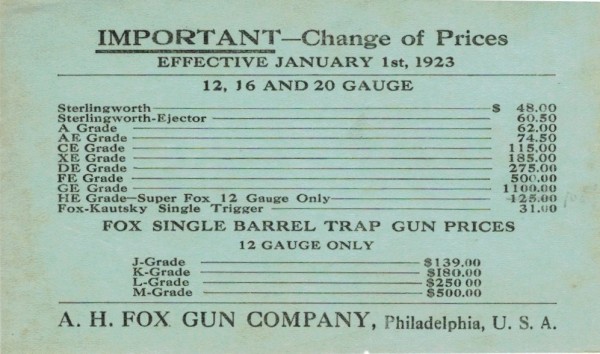 IMPORTANT—Change of Prices
EFFECTIVE JANUARY 1st, 1923
12, 16 AND 20 GAUGE
Sterlingworth $ 48.00
Sterlingworth-Ejector 60.50
A Grade 62.00
AE Grade 74.50
CE Grade 115.00
XE Grade 185.00
DE Grade 275.00
FE Grade 500.00
GE Grade 1100.00
HE Grade—Super Fox 12 Gauge Only 125.00
Fox-Kautsky Single Trigger 31.00
FOX SINGLE BARREL TRAP GUN PRICES
12 GAUGE ONLY
J-Grade $139.00
K-Grade $180.00
L-Grade $250 00
M-Grade $500.00
A. H. FOX GUN COMPANY, Philadelphia, U. S. A.